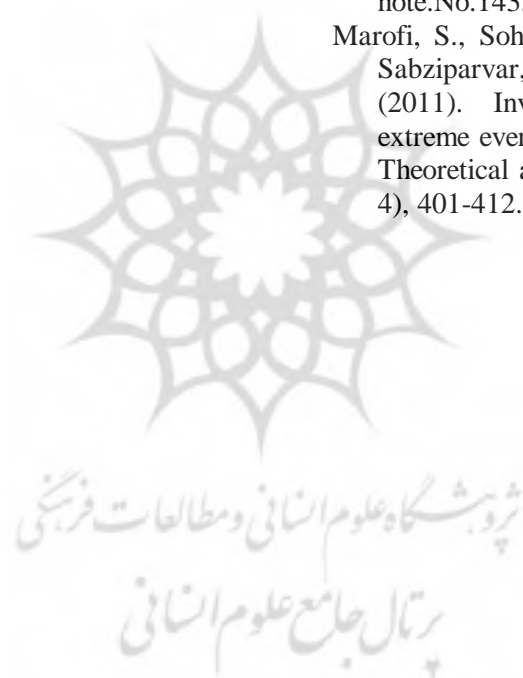 note.No.143.
Marofi, S., Soh
Sabziparvar,
(2011). Inv
extreme even
Theoretical a
4), 401-412.
پژوهشگاه علوم انسانی و مطالعات فرهنگی
پرتال جامع علوم انسانی